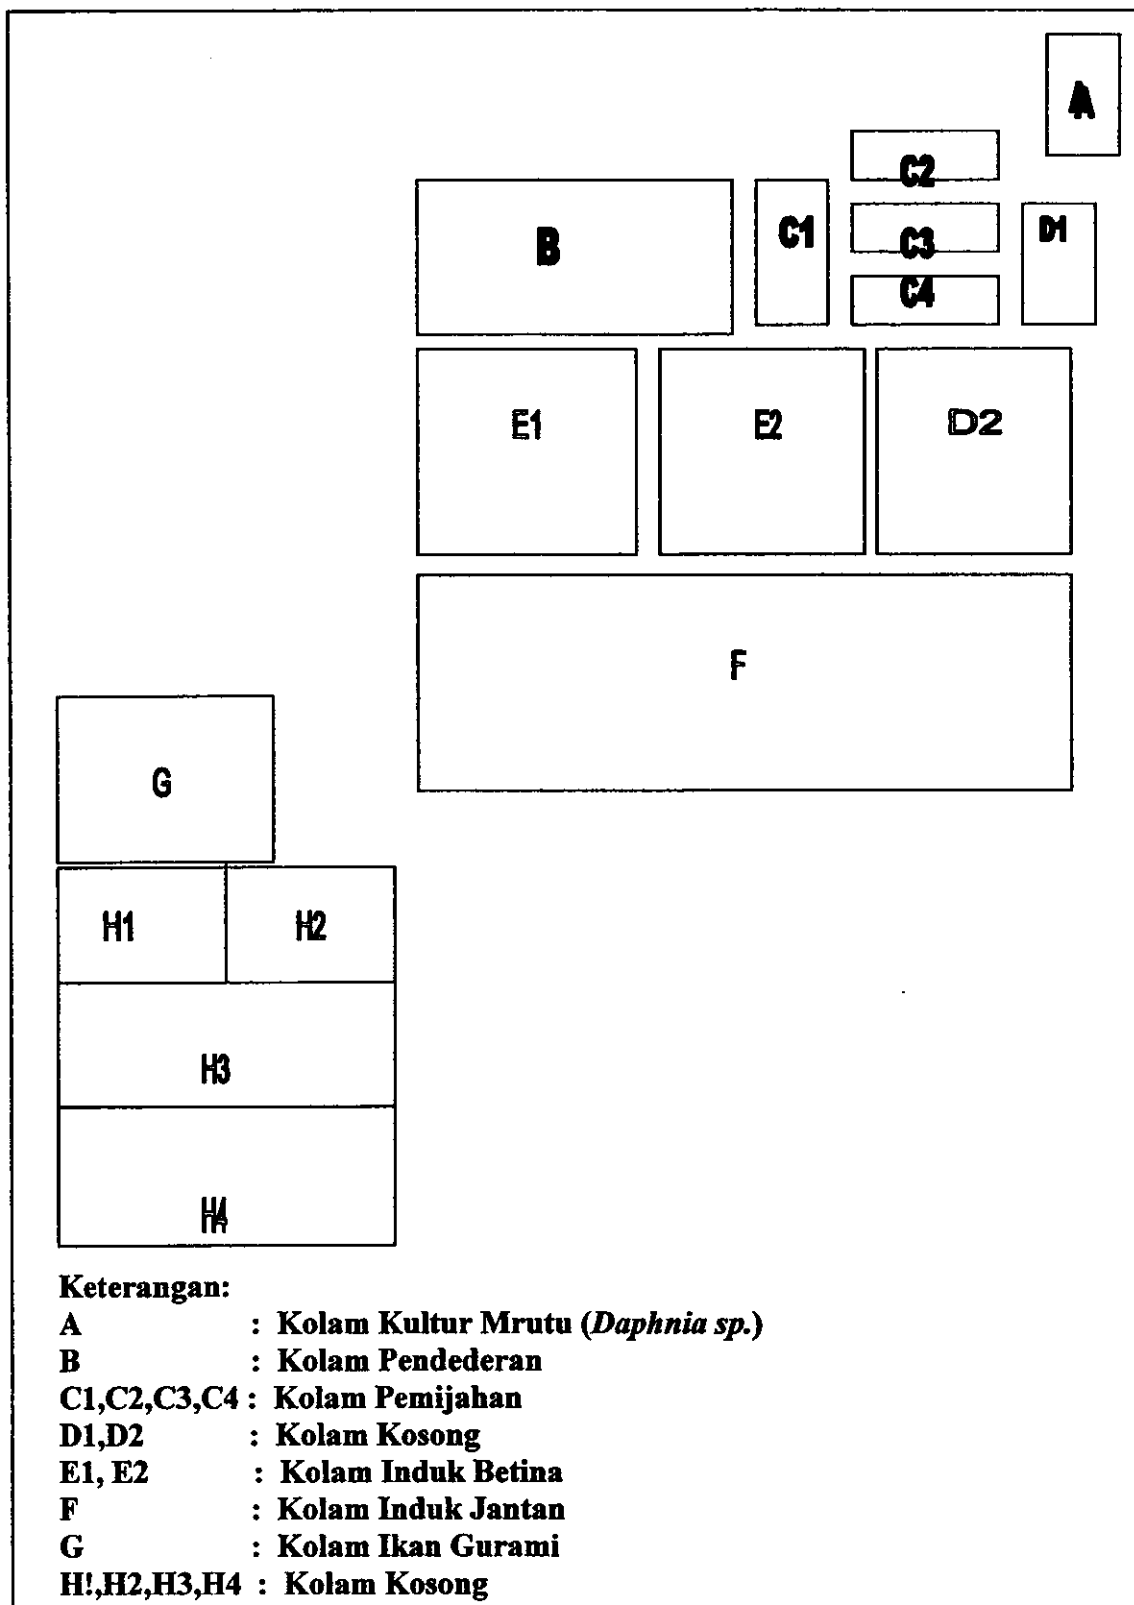 A
C2
B
C1
C3
D1
C4
E1
E2
D2
F
G
H1
H2
H3
H4
Keterangan:
A : Kolam Kultur Mrutu (Daphnia sp.)
B : Kolam Pendederan
C1,C2,C3,C4 : Kolam Pemijahan
D1,D2 : Kolam Kosong
E1, E2 : Kolam Induk Betina
F : Kolam Induk Jantan
G : Kolam Ikan Gurami
H!,H2,H3,H4 : Kolam Kosong